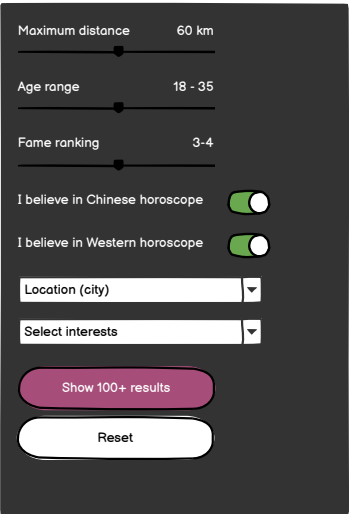 Maximum distance 60 km
Age range 18 - 35
Fame ranking 3-4
I believe in Chinese horoscope
I believe in Western horoscope
Location (city)
Select interests
Show 100+ results
Reset